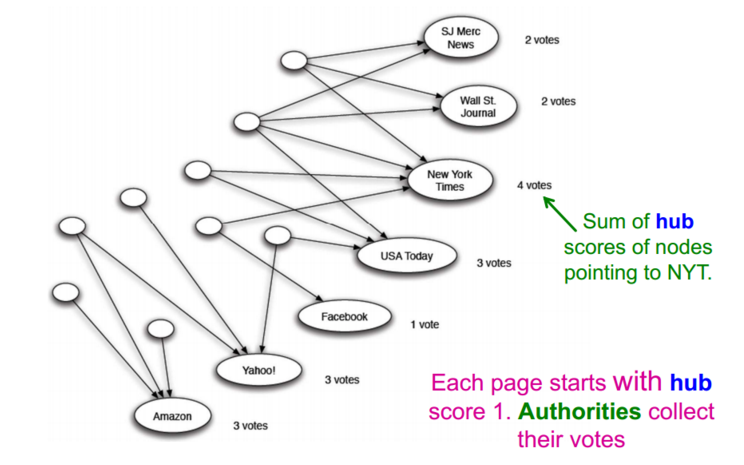 SJ Merc
News
2 votes
Wall St.
Journal
2 votes
New York
Times
4 votes
Sum of hub
scores of nodes
pointing to NYT.
USA Today
3 votes
Facebook
1 vote
Yahoo!
3 votes
Each page starts with hub
score 1. Authorities collect
their votes
Amazon
3 votes